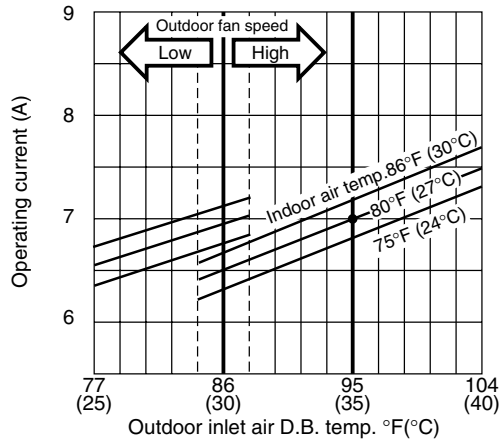 Outdoor fan speed
Low High
9
8
7
6
Operating current (A)
Indoor air temp.86°F (30°C)
80°F (27°C)
75°F (24°C)
77 86 95 104
(25) (30) (35) (40)
Outdoor inlet air D.B. temp. °F(°C)